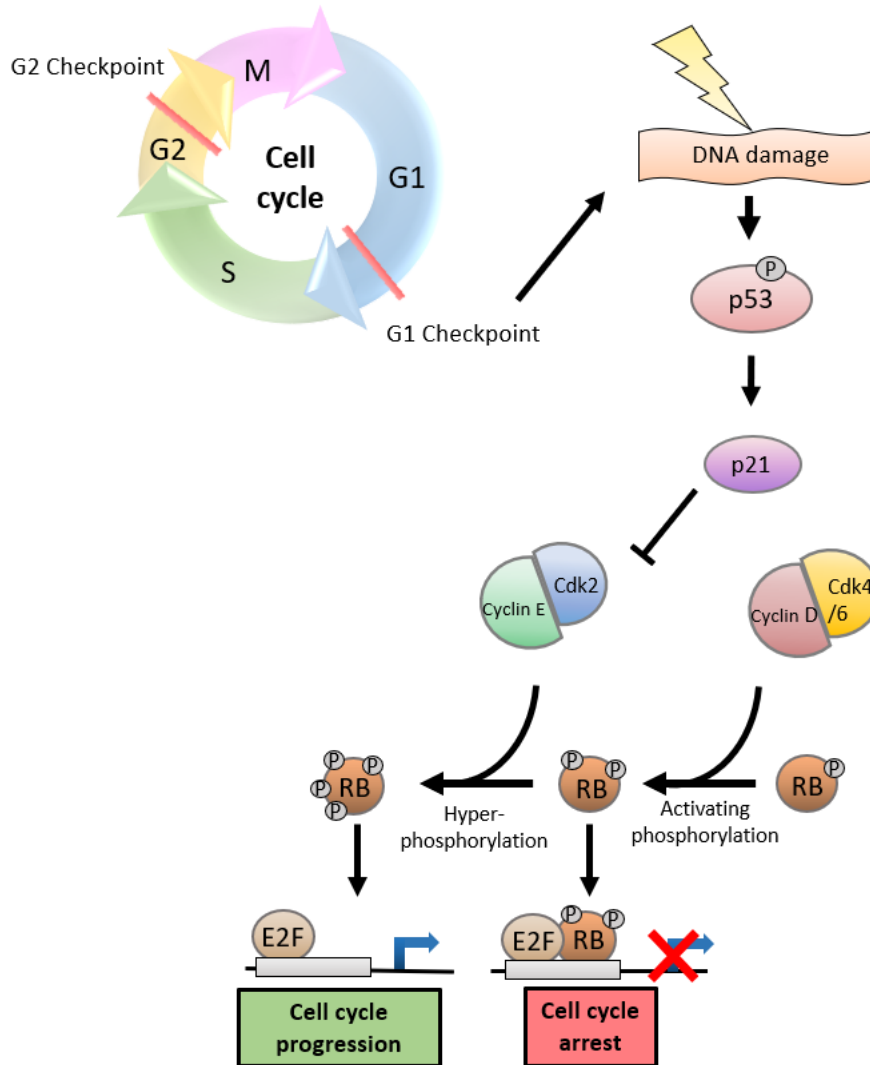 G2 Checkpoint
M
G2
Cell
cycle
G1
S
G1 Checkpoint
DNA damage
P
p53
p21
Cyclin E
Cdk2
Cyclin D
Cdk4
/6
P
P
P
P
RB
Hyper-
phosphorylation
P
P
RB
Activating
phosphorylation
P
RB
E2F
P
P
E2F
RB
Cell cycle
progression
Cell cycle
arrest